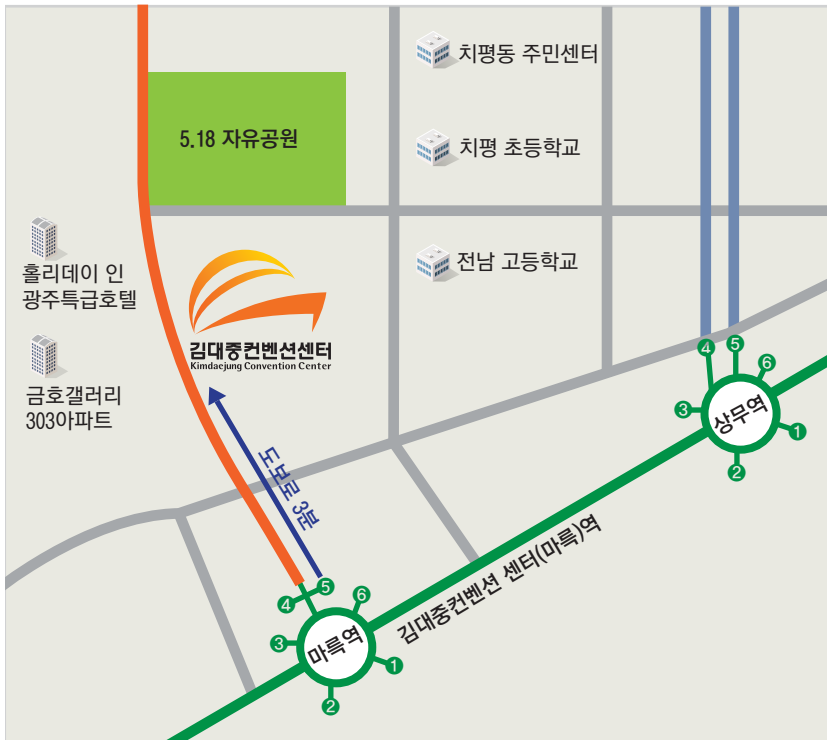 치평동 주민센터
5.18 자유공원
치평 초등학교
홀리데이 인
광주특급호텔
전남 고등학교
김대중컨벤션센터
Kimdaejung Convention Center
금호갤러리
303아파트
도보로 3분
4
5
6
3
상무역
1
2
김대중컨벤션 센터(마륵)역
5
4
6
3
마륵역
1
2